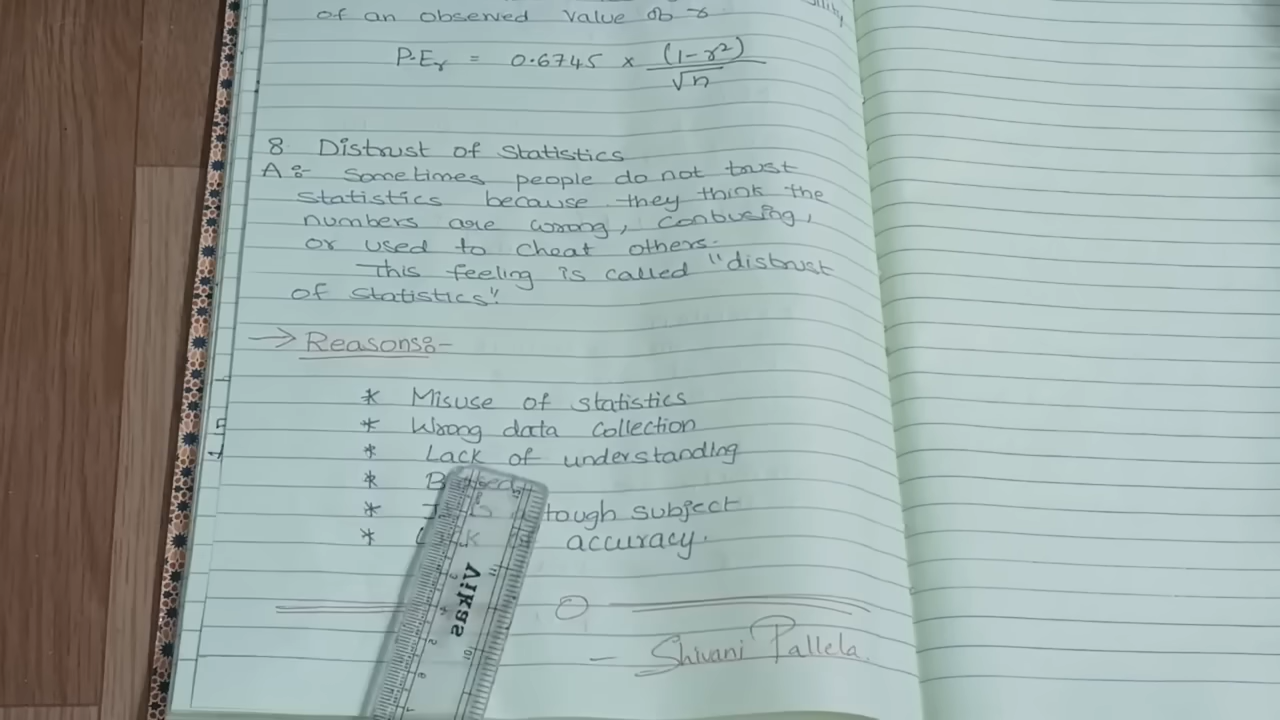 of an observed value of r
P.Er = 0.6745 × (1-r²)/√n
8 Distrust of Statistics
A:- Sometimes people do not trust
statistics because they think the
numbers are wrong, confusing,
or used to cheat others.
This feeling is called "distrust
of statistics".
→ Reasons:-
* Misuse of statistics
* Wrong data collection
* Lack of understanding
*
* tough subject
* accuracy.
Vikas
- Shivani Pallela.